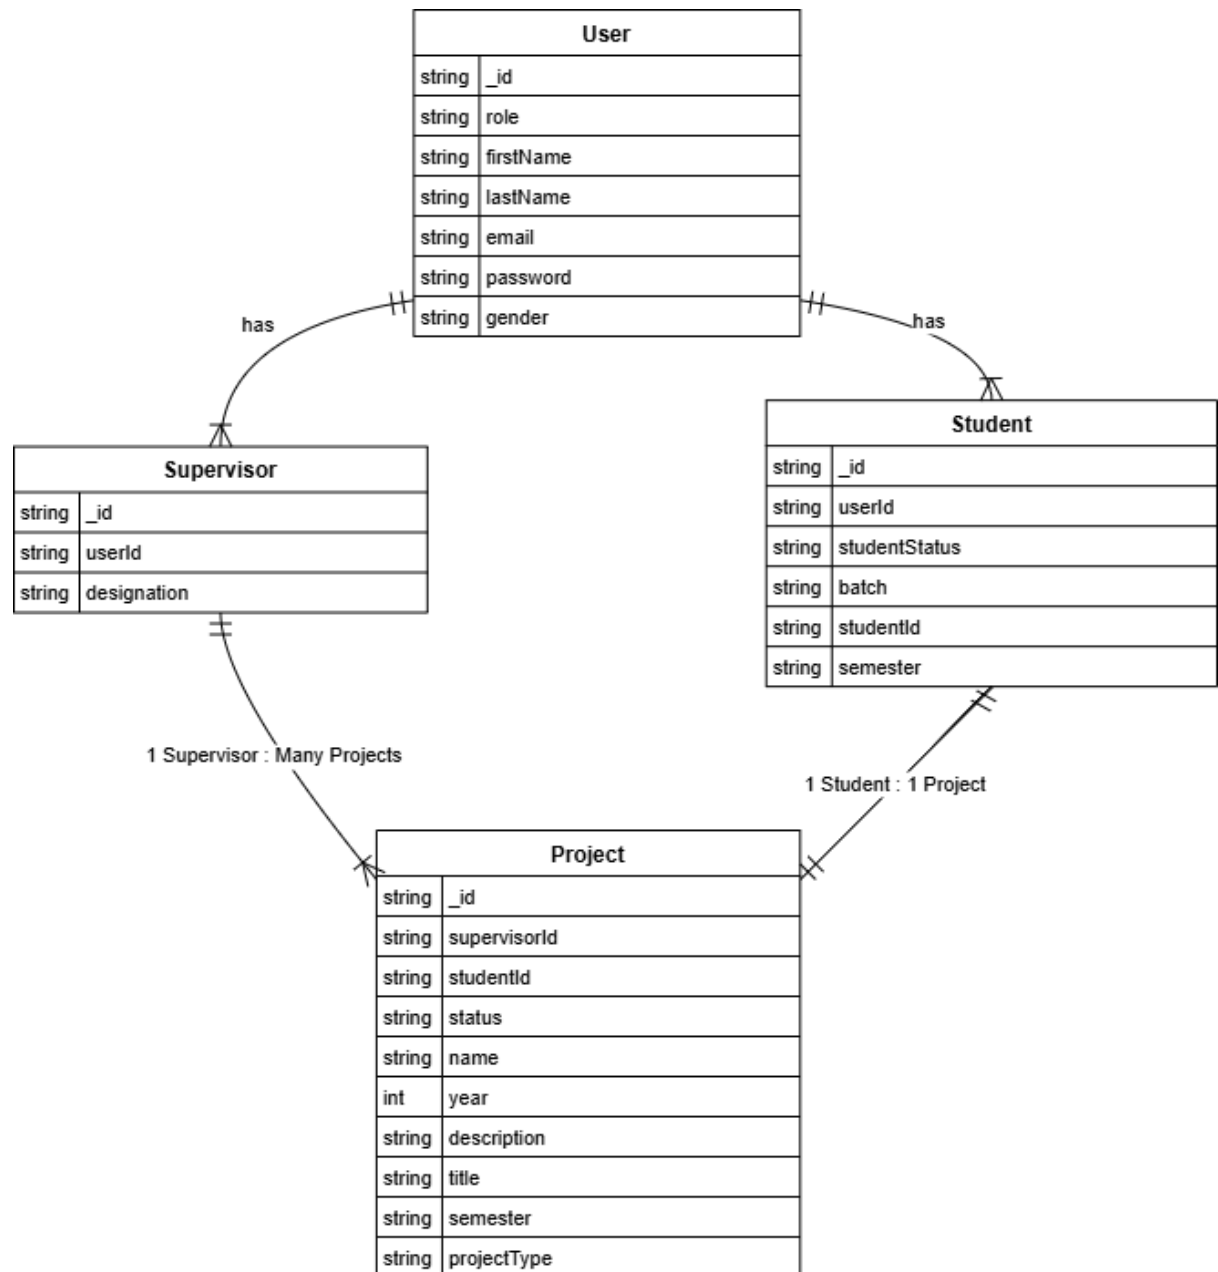 User
string _id
string role
string firstName
string lastName
string email
string password
string gender
has
has
Supervisor
string _id
string userId
string designation
Student
string _id
string userId
string studentStatus
string batch
string studentId
string semester
1 Supervisor : Many Projects
1 Student : 1 Project
Project
string _id
string supervisorId
string studentId
string status
string name
int year
string description
string title
string semester
string projectType